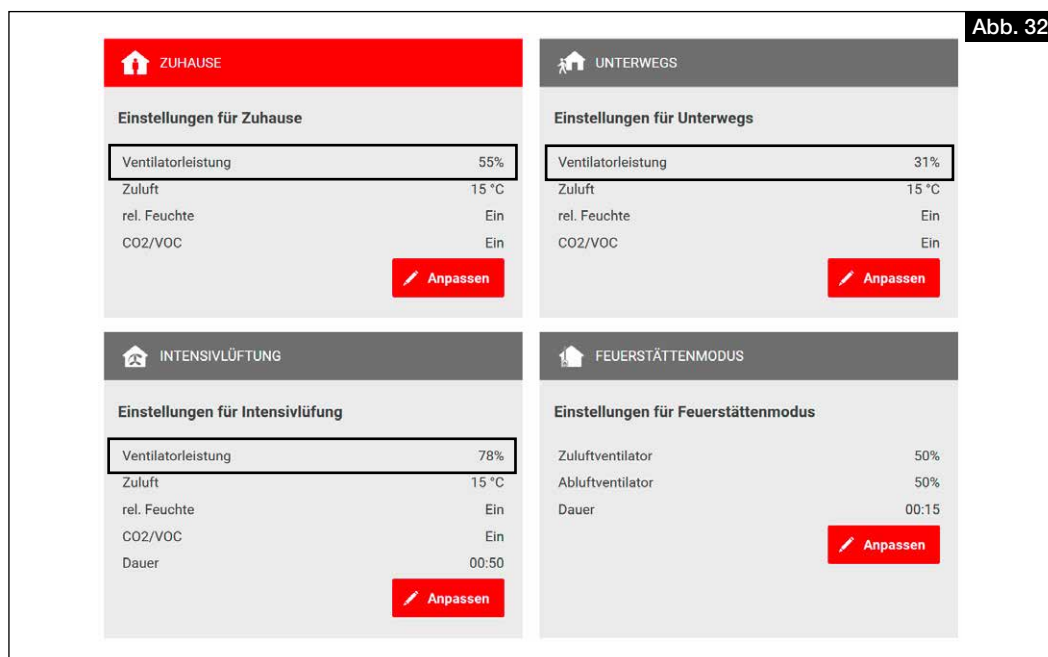 Abb. 32
ZUHAUSE
Einstellungen für Zuhause
Ventilatorleistung 55%
Zuluft 15 °C
rel. Feuchte Ein
CO2/VOC Ein
Anpassen
UNTERWEGS
Einstellungen für Unterwegs
Ventilatorleistung 31%
Zuluft 15 °C
rel. Feuchte Ein
CO2/VOC Ein
Anpassen
INTENSIVLÜFTUNG
Einstellungen für Intensivlüfung
Ventilatorleistung 78%
Zuluft 15 °C
rel. Feuchte Ein
CO2/VOC Ein
Dauer 00:50
Anpassen
FEUERSTÄTTENMODUS
Einstellungen für Feuerstättenmodus
Zuluftventilator 50%
Abluftventilator 50%
Dauer 00:15
Anpassen